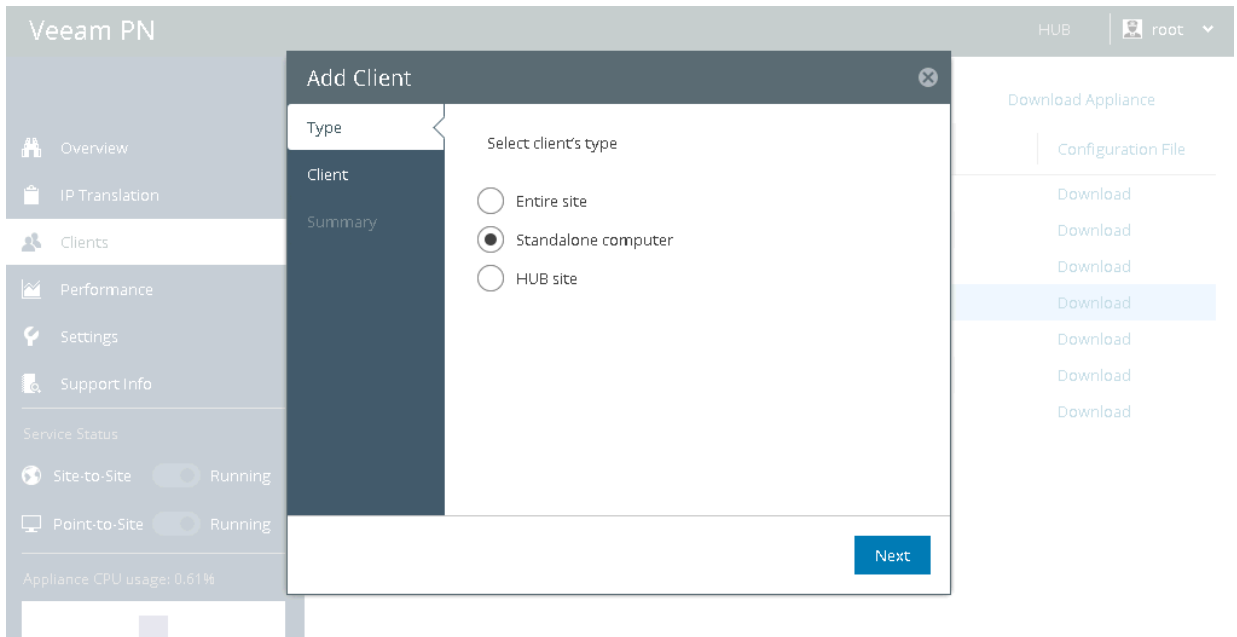 Veeam PN
HUB
root
Add Client
Download Appliance
Type
Select client's type
Overview
Configuration File
Client
IP Translation
Entire site
Download
Summary
Standalone computer
Download
Clients
HUB site
Download
Performance
Download
Settings
Download
Support Info
Download
Download
Service Status
Site-to-Site
Running
Point-to-Site
Running
Next
Appliance CPU usage: 0.61%